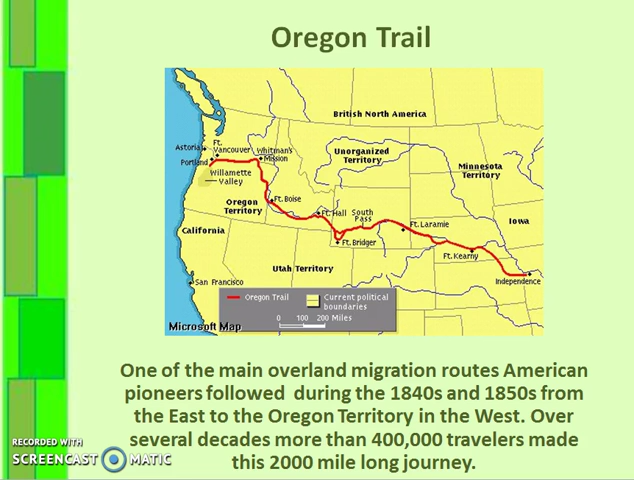 Oregon Trail
British North America
Astoria
Ft.
Vancouver
Whitman's
Mission
Portland
Willamette
Valley
Unorganized
Territory
Minnesota
Territory
Oregon
Territory
Ft. Boise
Ft. Hall
South
Pass
Ft. Laramie
Iowa
California
Ft. Bridger
Ft. Kearny
Utah Territory
San Francisco
Independence
Oregon Trail
Current political
boundaries
0 100 200 Miles
Microsoft Map
One of the main overland migration routes American
pioneers followed during the 1840s and 1850s from
the East to the Oregon Territory in the West. Over
several decades more than 400,000 travelers made
this 2000 mile long journey.
RECORDED WITH
SCREENCAST MATIC